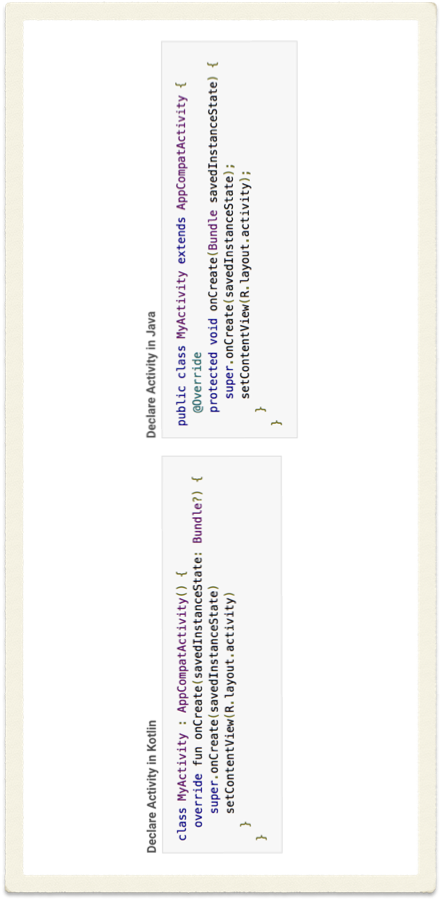 Declare Activity in Kotlin
class MyActivity : AppCompatActivity() {
  override fun onCreate(savedInstanceState: Bundle?) {
    super.onCreate(savedInstanceState)
    setContentView(R.layout.activity)
  }
}
Declare Activity in Java
public class MyActivity extends AppCompatActivity {
  @Override
  protected void onCreate(Bundle savedInstanceState) {
    super.onCreate(savedInstanceState);
    setContentView(R.layout.activity);
  }
}